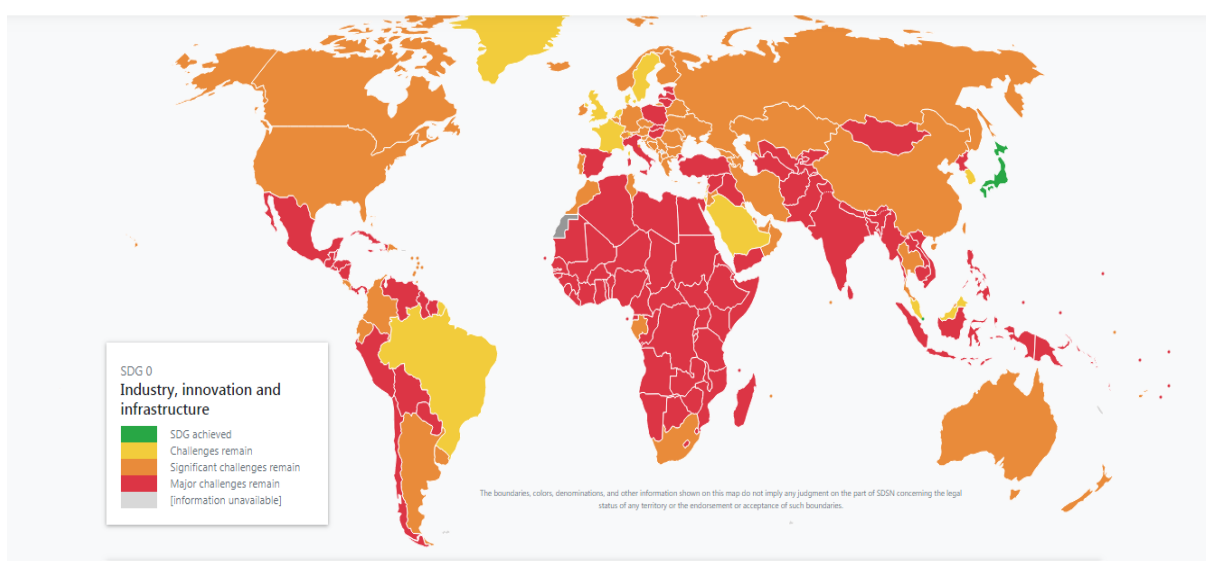 SDG 0
Industry, innovation and
infrastructure
SDG achieved
Challenges remain
Significant challenges remain
Major challenges remain
[information unavailable]
The boundaries, colors, denominations, and other information shown on this map do not imply any judgment on the part of SDSN concerning the legal
status of any territory or the endorsement or acceptance of such boundaries.